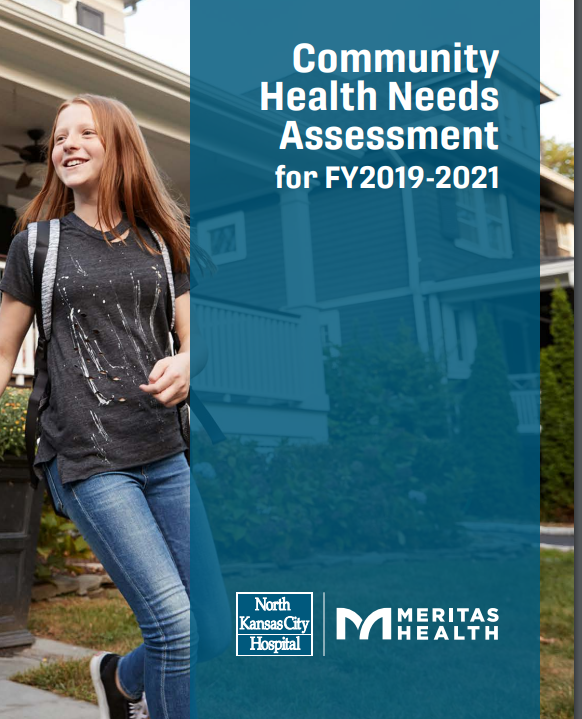 Community
Health Needs
Assessment
for FY2019-2021
North
Kansas City
Hospital
MERITAS
HEALTH